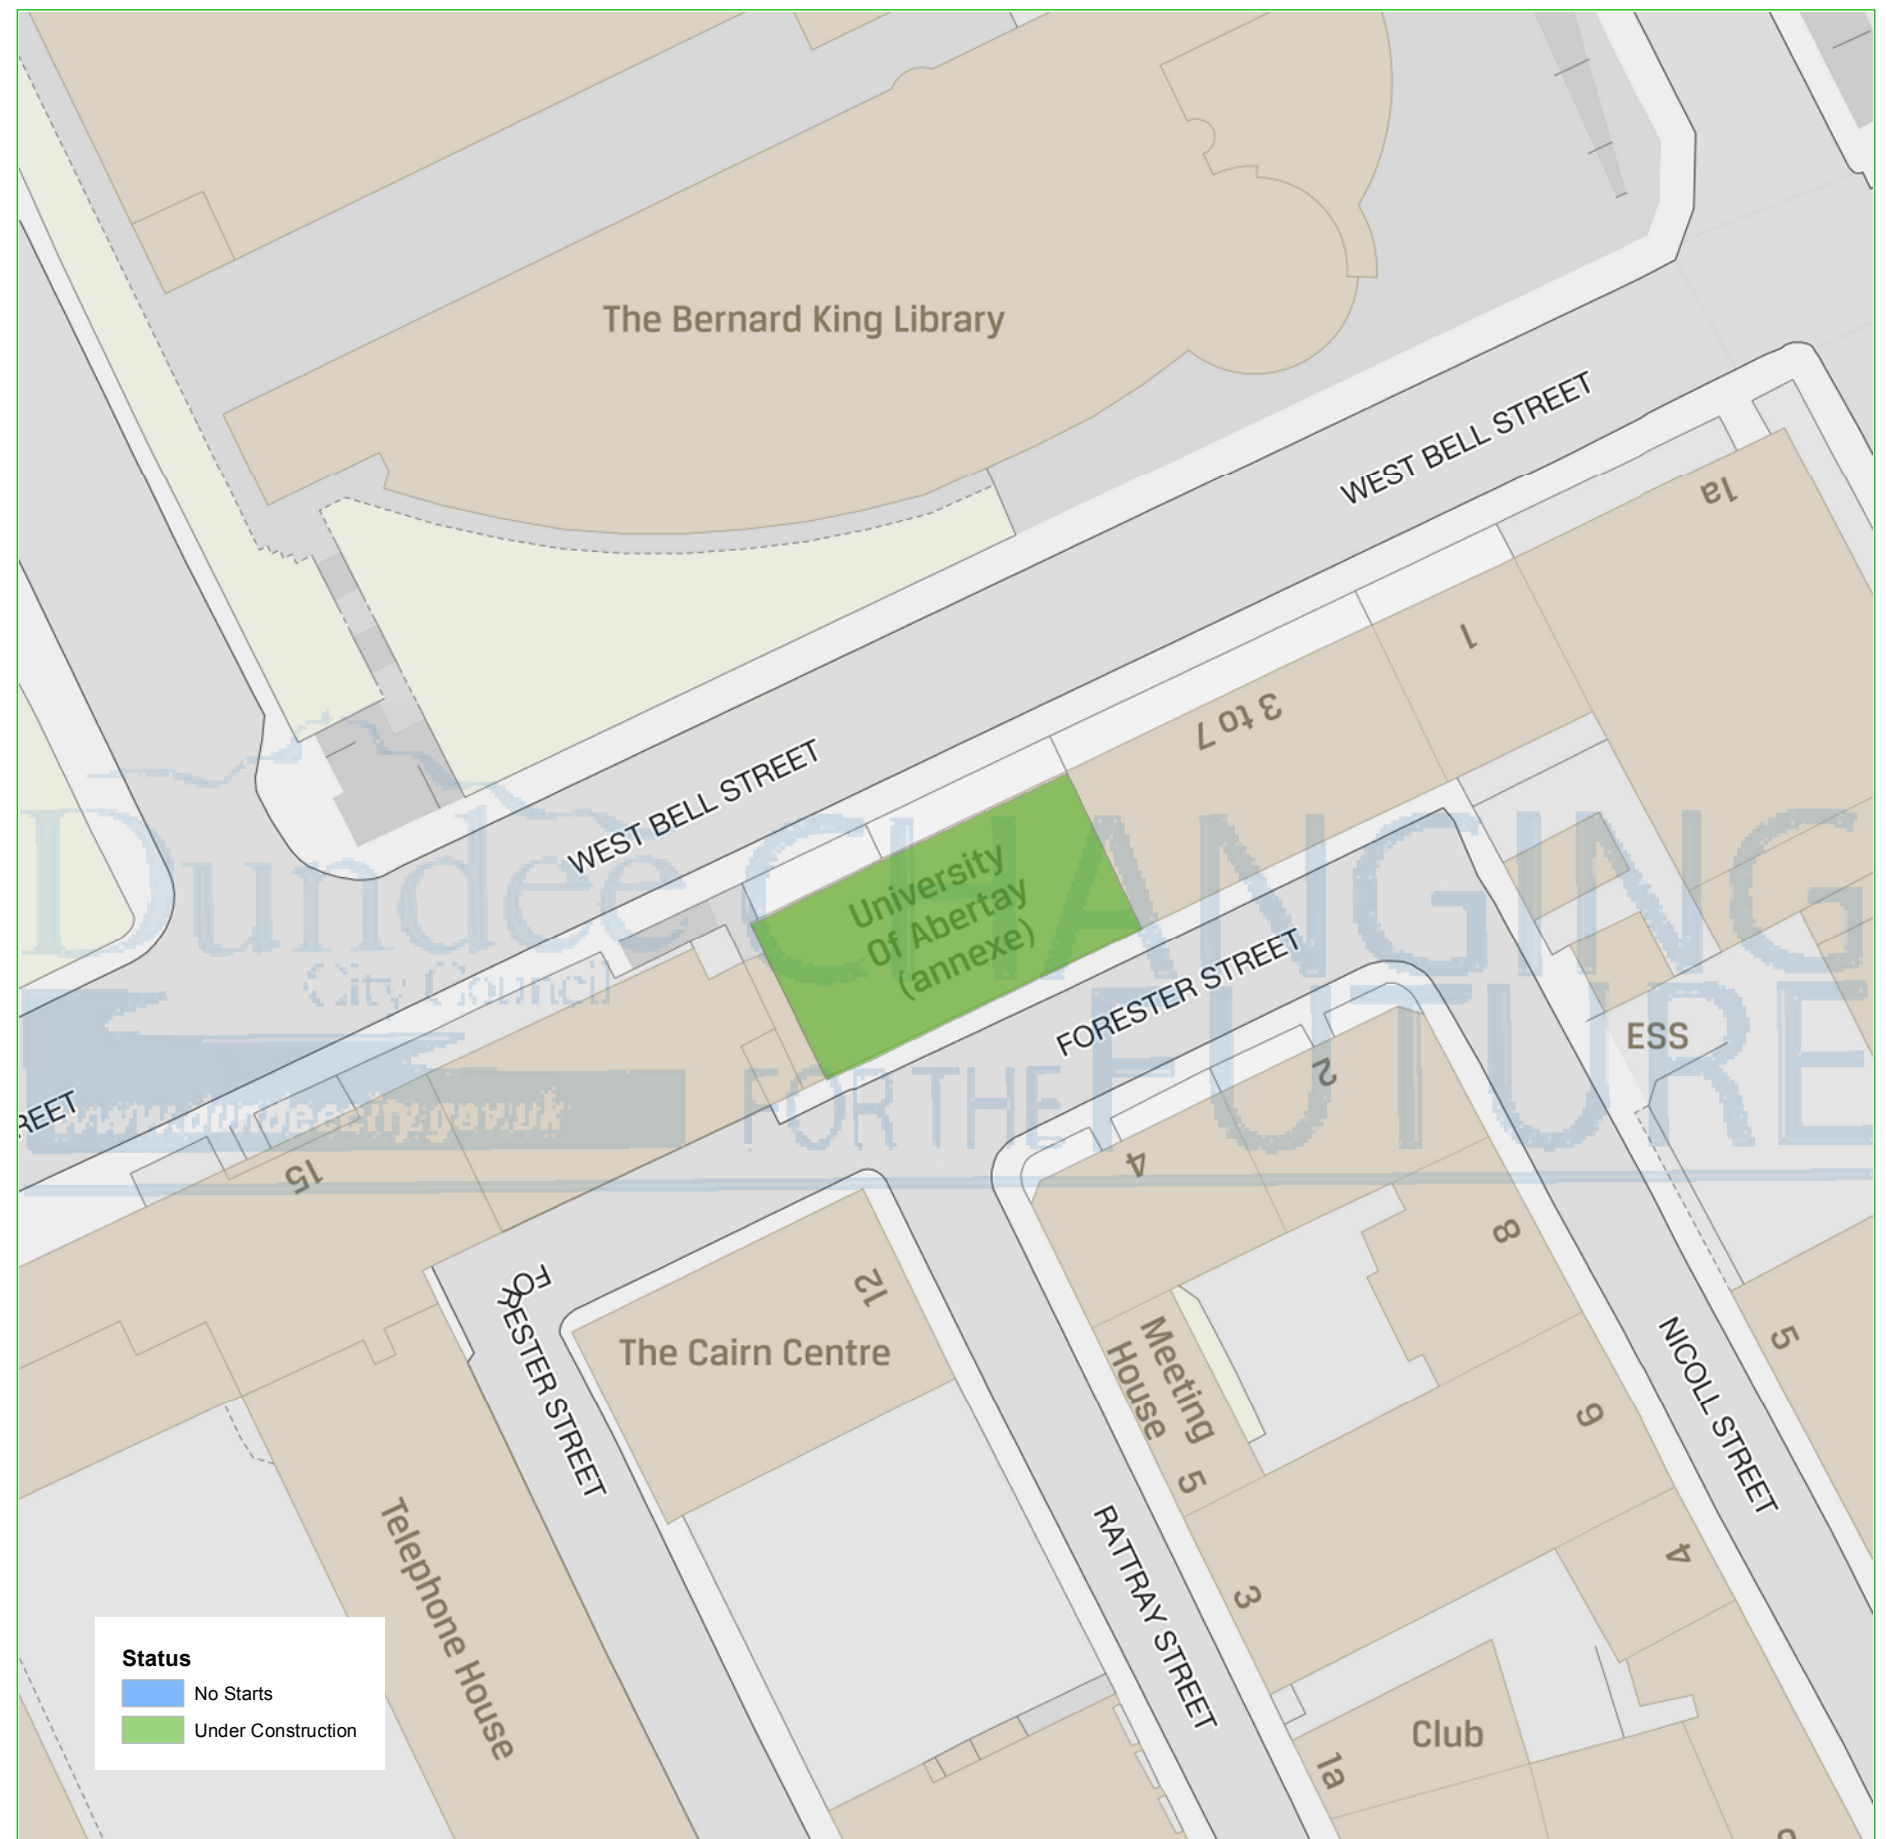 The Bernard King Library
WEST BELL STREET
1a
1
3 to 7
WEST BELL STREET
University
Of Abertay
(annexe)
Dundee
City Council
www.dundeecity.gov.uk
CHANGING
FOR THE FUTURE
FORESTER STREET
ESS
REET
15
2
4
8
12
The Cairn Centre
FORESTER STREET
Meeting
House
5
5
6
NICOLL STREET
Telephone House
RATTRAY STREET
3
4
Club
1a
Status
No Starts
Under Construction